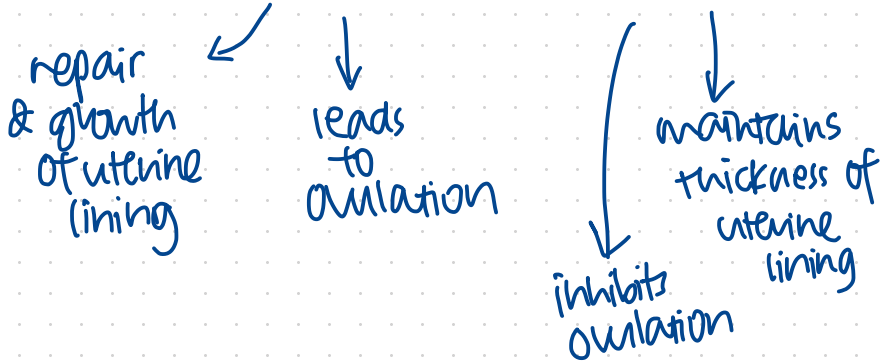 repair
& growth
of uterine
lining
leads
to
ovulation
inhibits
ovulation
maintains
thickness of
uterine
lining